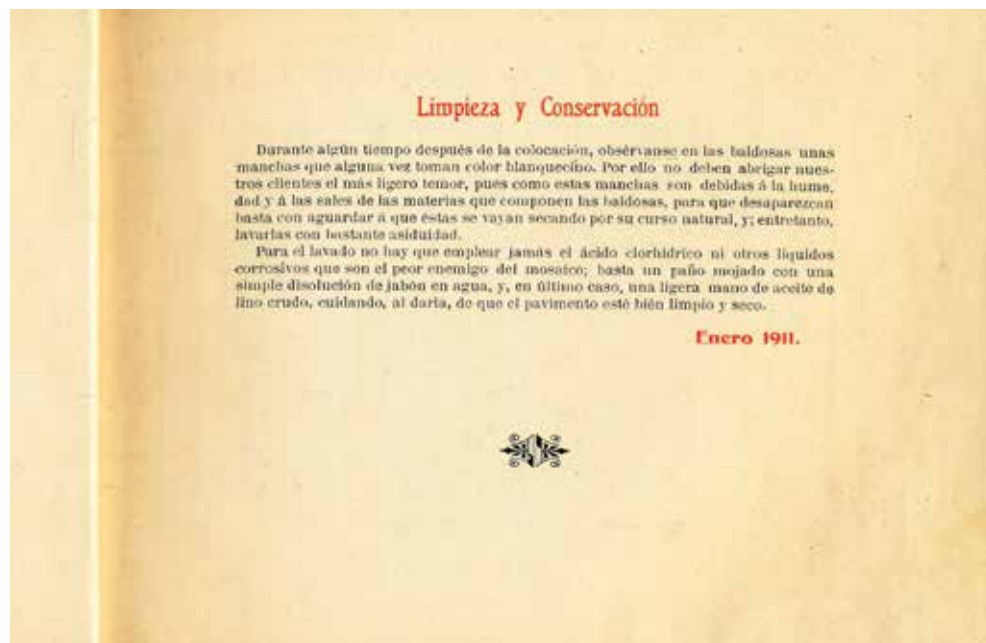 Limpieza y Conservación
Durante algún tiempo después de la colocación, obsérvanse en las baldosas unas
manchas que alguna vez toman color blanquecino. Por ello no deben abrigar nues-
tros clientes el más ligero temor, pues como estas manchas son debidas á la hume,
dad y á las sales de las materias que componen las baldosas, para que desaparezcan
basta con aguardar á que éstas se vayan secando por su curso natural, y; entretanto,
lavarlas con bastante asiduidad.
Para el lavado no hay que emplear jamás el ácido clorhídrico ni otros líquidos
corrosivos que son el peor enemigo del mosaico; basta un paño mojado con una
simple disolución de jabón en agua, y, en último caso, una ligera mano de aceite de
lino crudo, cuidando, al darla, de que el pavimento esté bién limpio y seco.
Enero 1911.